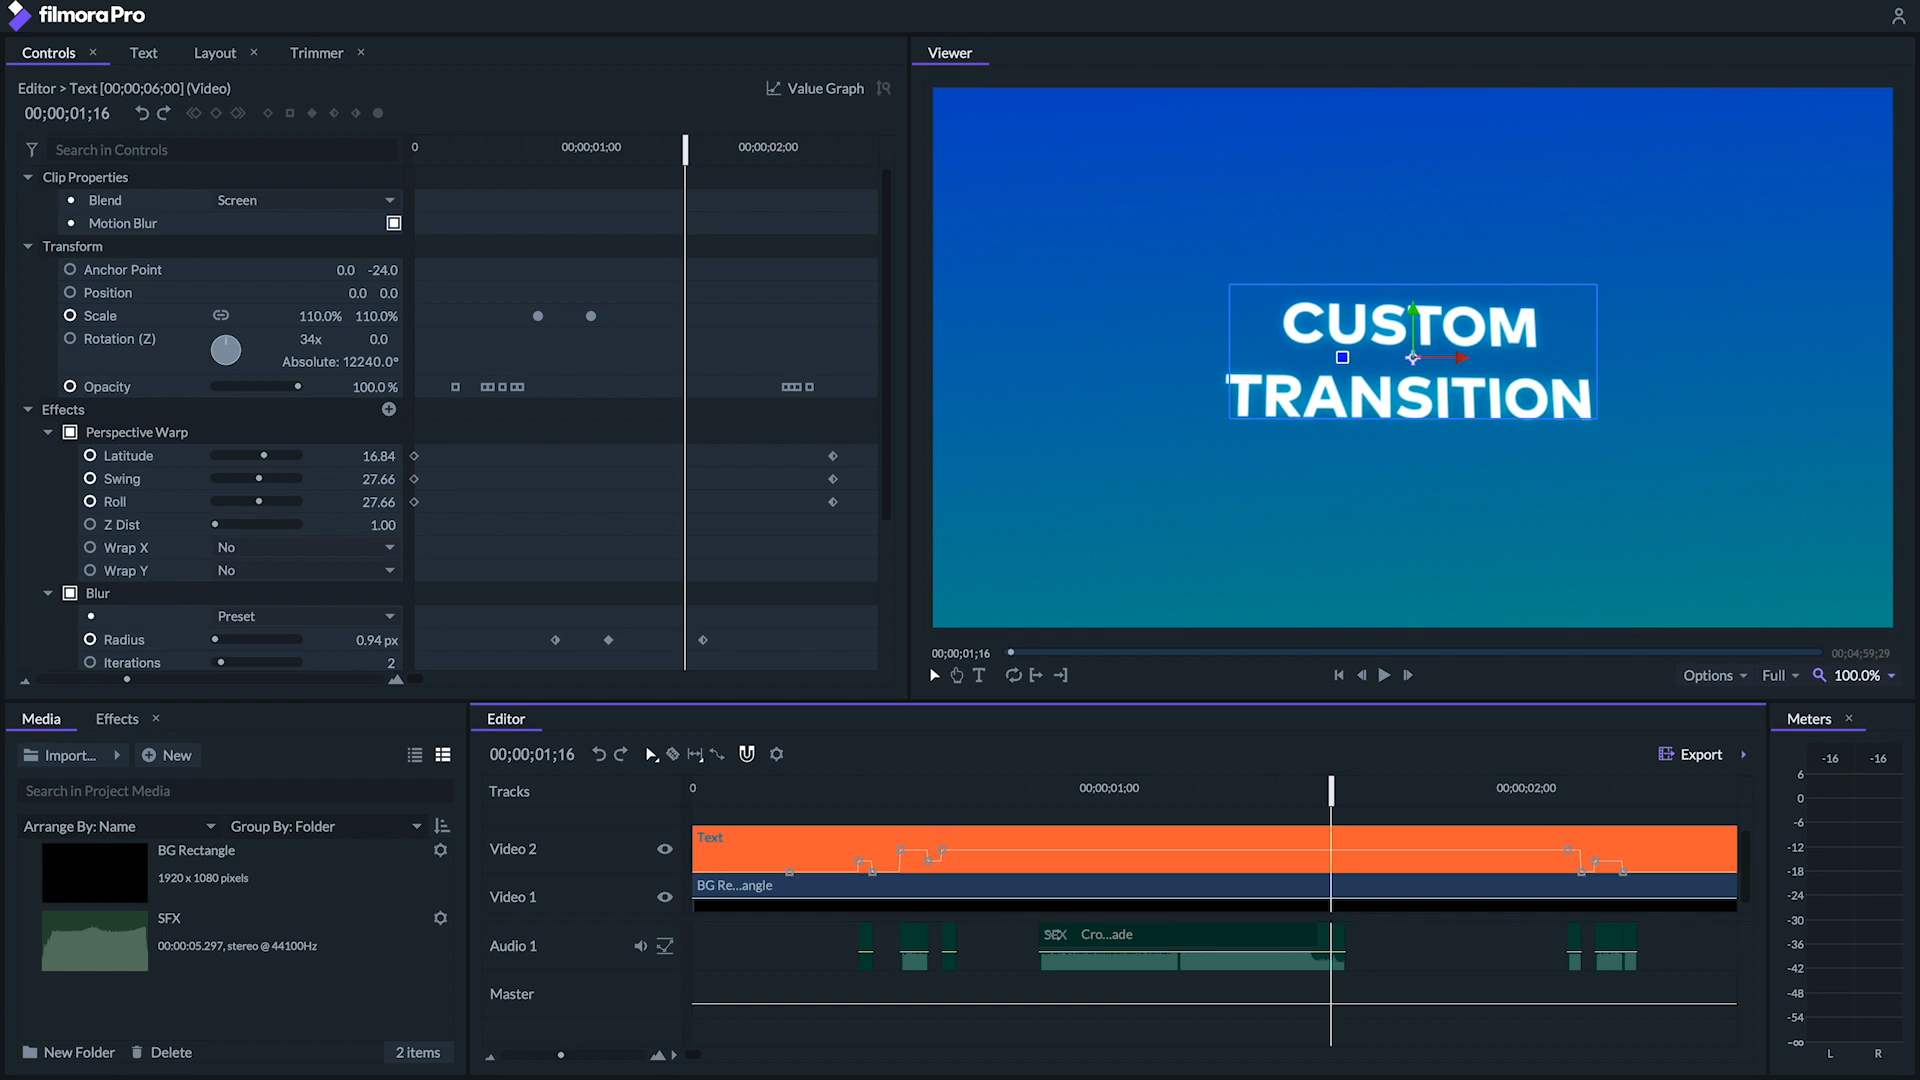 filmoraPro
Controls × Text Layout × Trimmer ×
Editor > Text [00;00;06;00] (Video)
Value Graph
00;00;01;16
Search in Controls
0 00;00;01;00 00;00;02;00
Clip Properties
Blend Screen
Motion Blur
Transform
Anchor Point 0.0 -24.0
Position 0.0 0.0
Scale 110.0% 110.0%
Rotation (Z) 34x 0.0
Absolute: 12240.0°
Opacity 100.0 %
Effects
Perspective Warp
Latitude 16.84
Swing 27.66
Roll 27.66
Z Dist 1.00
Wrap X No
Wrap Y No
Blur
Preset
Radius 0.94 px
Iterations 2
Viewer
CUSTOM
TRANSITION
00;00;01;16
00;04;59;29
Options Full 100.0%
Media Effects ×
Import... New
Search in Project Media
Arrange By: Name Group By: Folder
BG Rectangle
1920 x 1080 pixels
SFX
00:00:05.297, stereo @ 44100Hz
New Folder Delete 2 items
Editor
00;00;01;16
Export
Tracks
0 00;00;01;00 00;00;02;00
Video 2
Text
Video 1
BG Re...angle
Audio 1
SFX Cro...ade
Master
Meters ×
-16 -16
6
0
-6
-12
-18
-24
-30
-36
-42
-48
-54
-∞
L R